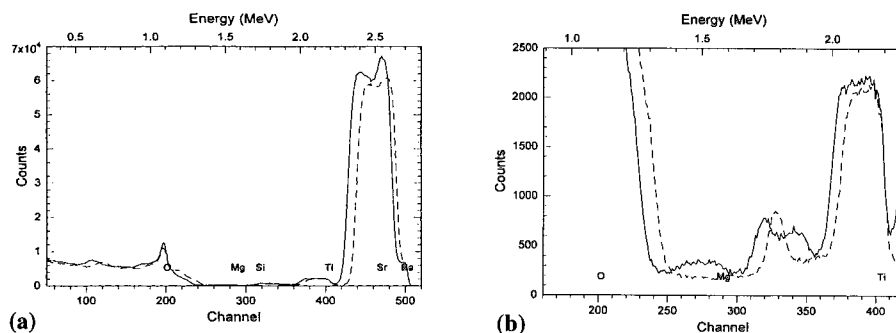 Energy (MeV)
0.5 1.0 1.5 2.0 2.5
7x10⁴
6
5
4
3
2
1
0
Counts
O Mg Si Ti Sr Ba
100 200 300 400 500
Channel
(a)
Energy (MeV)
1.0 1.5 2.0
2500
2000
1500
1000
500
0
Counts
O Mg Ti
200 250 300 350 400
Channel
(b)